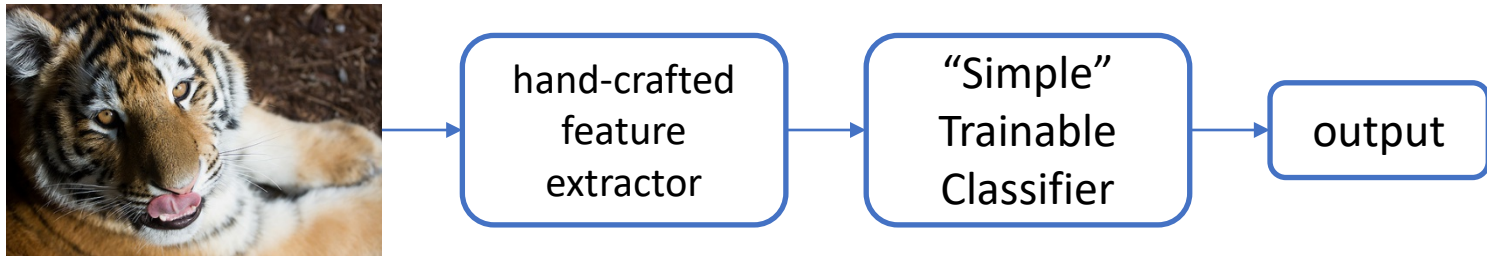 hand-crafted
feature
extractor
“Simple”
Trainable
Classifier
output